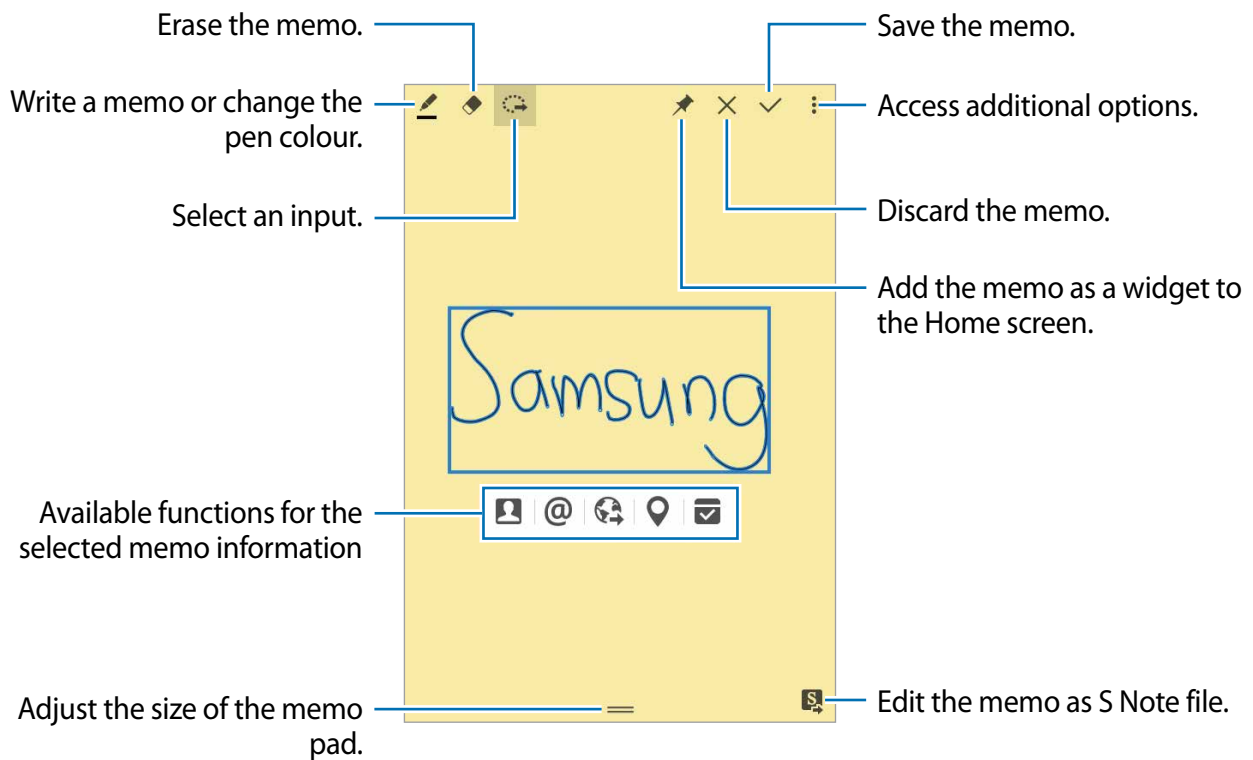 Erase the memo.
Save the memo.
Write a memo or change the
pen colour.
Access additional options.
Select an input.
Discard the memo.
Add the memo as a widget to
the Home screen.
Samsung
Available functions for the
selected memo information
@
Adjust the size of the memo
pad.
S
Edit the memo as S Note file.